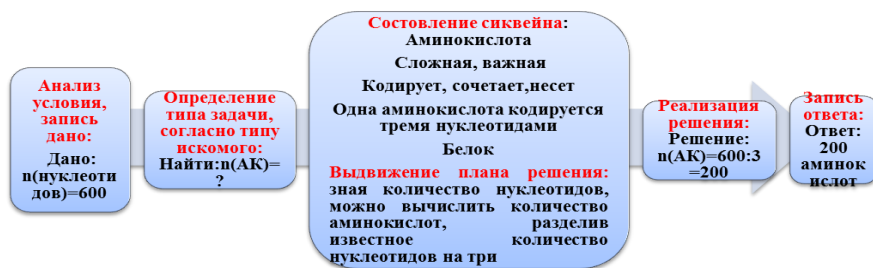 Анализ
условия,
запись
дано:
Дано:
n(нуклеоти
дов)=600
Определение
типа задачи,
согласно типу
искомого:
Найти:n(АК)=
?
Состовление сиквейна:
Аминокислота
Сложная, важная
Кодирует, сочетает,несет
Одна аминокислота кодируется
тремя нуклеотидами
Белок
Выдвижение плана решения:
зная количество нуклеотидов,
можно вычислить количество
аминокислот, разделив
известное количество
нуклеотидов на три
Реализация
решения:
Решение:
n(АК)=600:3
=200
Запись
ответа:
Ответ:
200
аминок
ислот